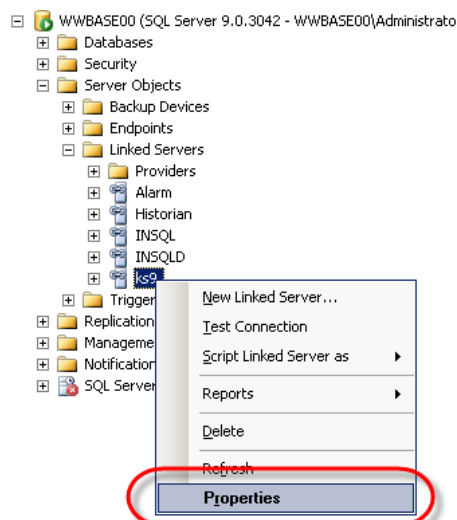 WWBASE00 (SQL Server 9.0.3042 - WWBASE00\Administrato
Databases
Security
Server Objects
Backup Devices
Endpoints
Linked Servers
Providers
Alarm
Historian
INSQL
INSQLD
ks9
Trigger
Replication
Manageme
Notification
SQL Server
New Linked Server...
Test Connection
Script Linked Server as
Reports
Delete
Refresh
Properties